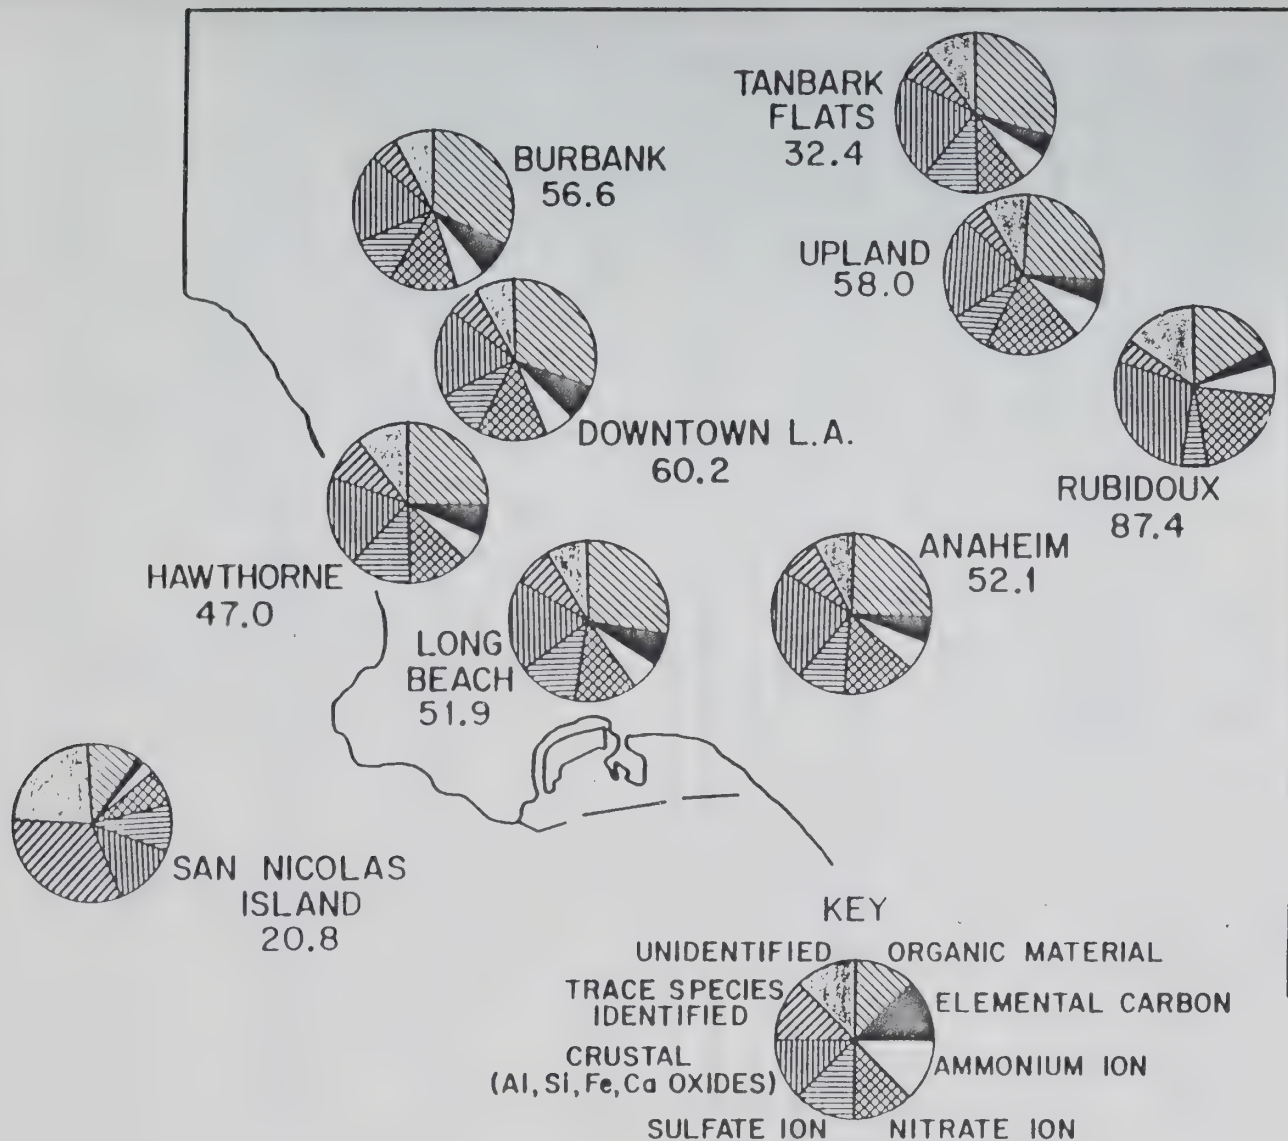 TANBARK
FLATS
32.4
BURBANK
56.6
UPLAND
58.0
DOWNTOWN L.A.
60.2
RUBIDOUX
87.4
HAWTHORNE
47.0
ANAHEIM
52.1
LONG
BEACH
51.9
SAN NICOLAS
ISLAND
20.8
KEY
UNIDENTIFIED
ORGANIC MATERIAL
TRACE SPECIES
IDENTIFIED
ELEMENTAL CARBON
CRUSTAL
(Al, Si, Fe, Ca OXIDES)
AMMONIUM ION
SULFATE ION
NITRATE ION